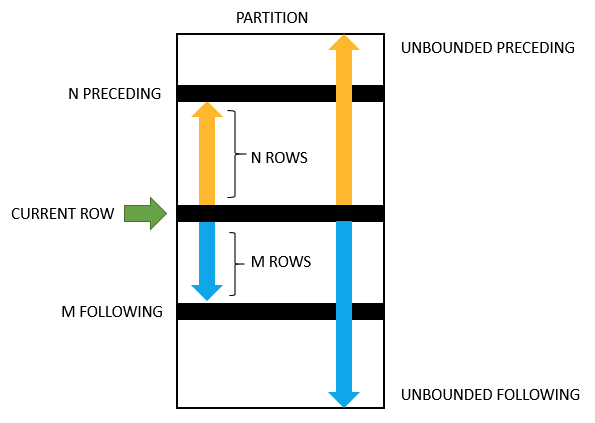 PARTITION
UNBOUNDED PRECEDING
N PRECEDING
N ROWS
CURRENT ROW
M ROWS
M FOLLOWING
UNBOUNDED FOLLOWING